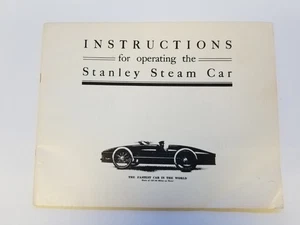 INSTRUCTIONS
for operating the
Stanley Steam Car
THE FASTEST CAR IN THE WORLD